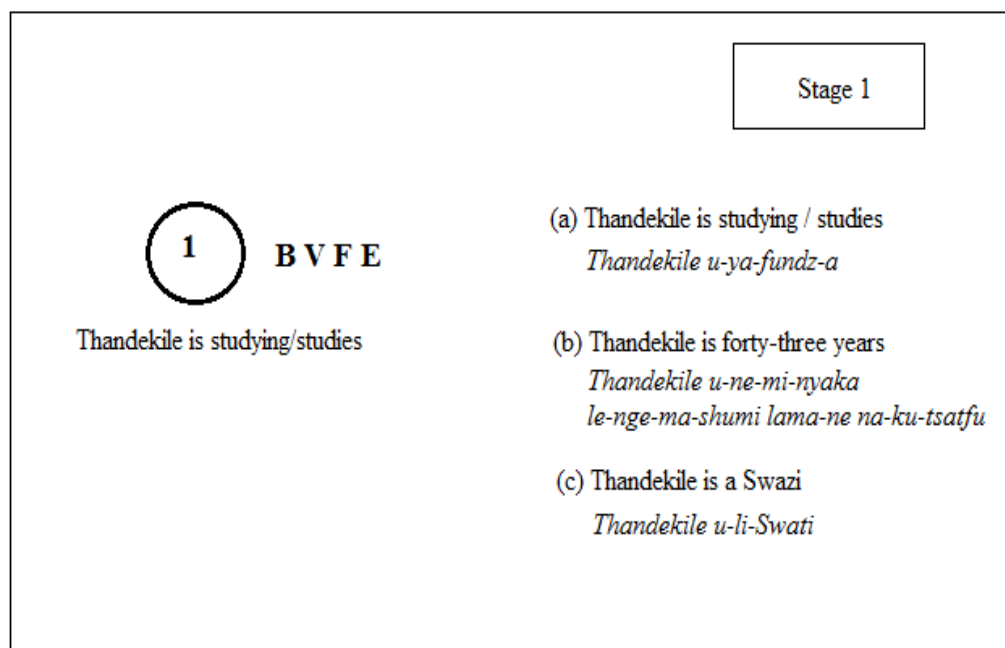 Stage 1
1
B V F E
Thandekile is studying/studies
(a) Thandekile is studying / studies
Thandekile u-ya-fundz-a
(b) Thandekile is forty-three years
Thandekile u-ne-mi-nyaka
le-nge-ma-shumi lama-ne na-ku-tsatfu
(c) Thandekile is a Swazi
Thandekile u-li-Swati